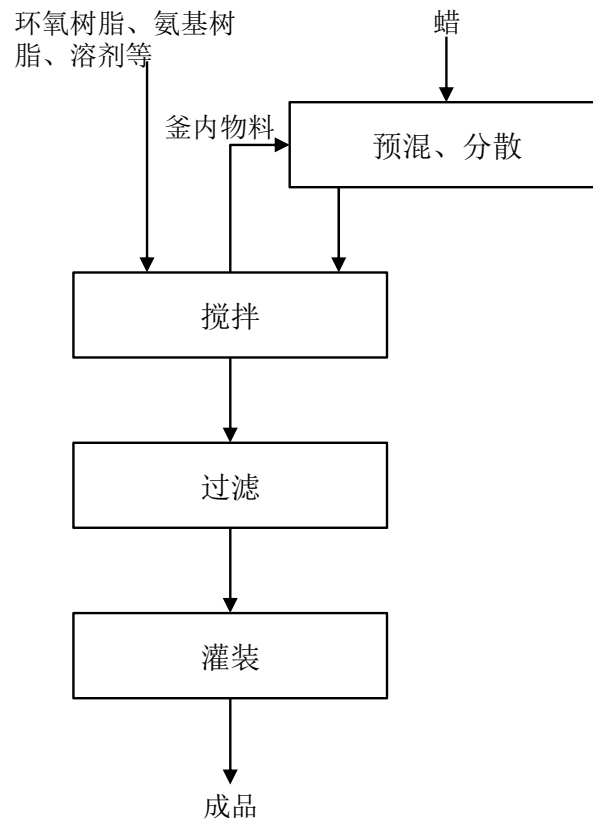 环氧树脂、氨基树
脂、溶剂等
蜡
釜内物料
预混、分散
搅拌
过滤
灌装
成品